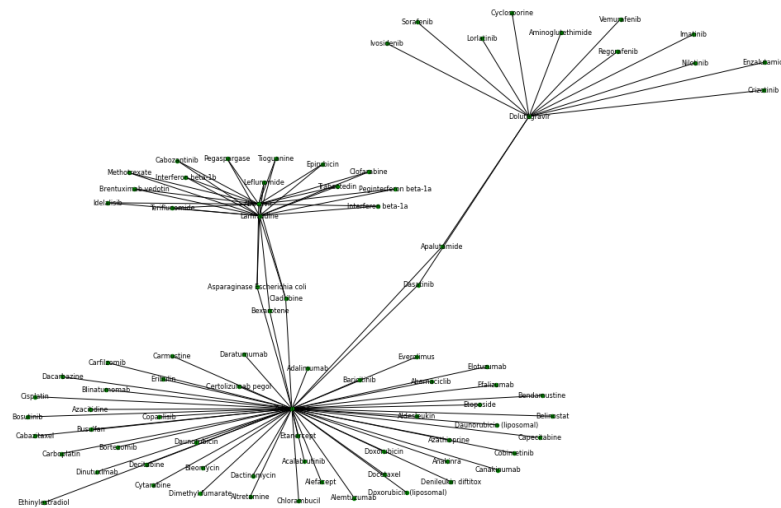 Cyclosporine
Sorafenib
Vemurafenib
Aminoglutethimide
Imatinib
Lorlatinib
Ivosidenib
Regorafenib
Nilotinib
Crizotinib
Dolutegravir
Cabozantinib
Pegaspargase
Tioguanine
Epirubicin
Methotrexate
Clofarabine
Interferon beta-1b
Leflunomide
Trabectedin
Brentuximab vedotin
Peginterferon beta-1a
Idelalisib
Teriflunomide
Interferon beta-1a
Lamivudine
Apalutamide
Dasatinib
Asparaginase Escherichia coli
Cladribine
Bexarotene
Carmustine
Daratumumab
Everolimus
Carfilzomib
Adalimumab
Elotuzumab
Dacarbazine
Baricitinib
Abemaciclib
Certolizumab pegol
Blinatumomab
Cisplatin
Bendamustine
Etoposide
Azacitidine
Bosutinib
Copanlisib
Aldesleukin
Belinostat
Daunorubicin (liposomal)
Busulfan
Cabazitaxel
Etanercept
Capecitabine
Daunorubicin
Azathioprine
Bortezomib
Doxorubicin
Carboplatin
Cobimetinib
Acalabrutinib
Anakinra
Decitabine
Bleomycin
Canakinumab
Dinutuximab
Dactinomycin
Docetaxel
Alefacept
Denileukin diftitox
Cytarabine
Dimethyl fumarate
Doxorubicin (liposomal)
Altretamine
Alemtuzumab
Chlorambucil
Ethinylestradiol